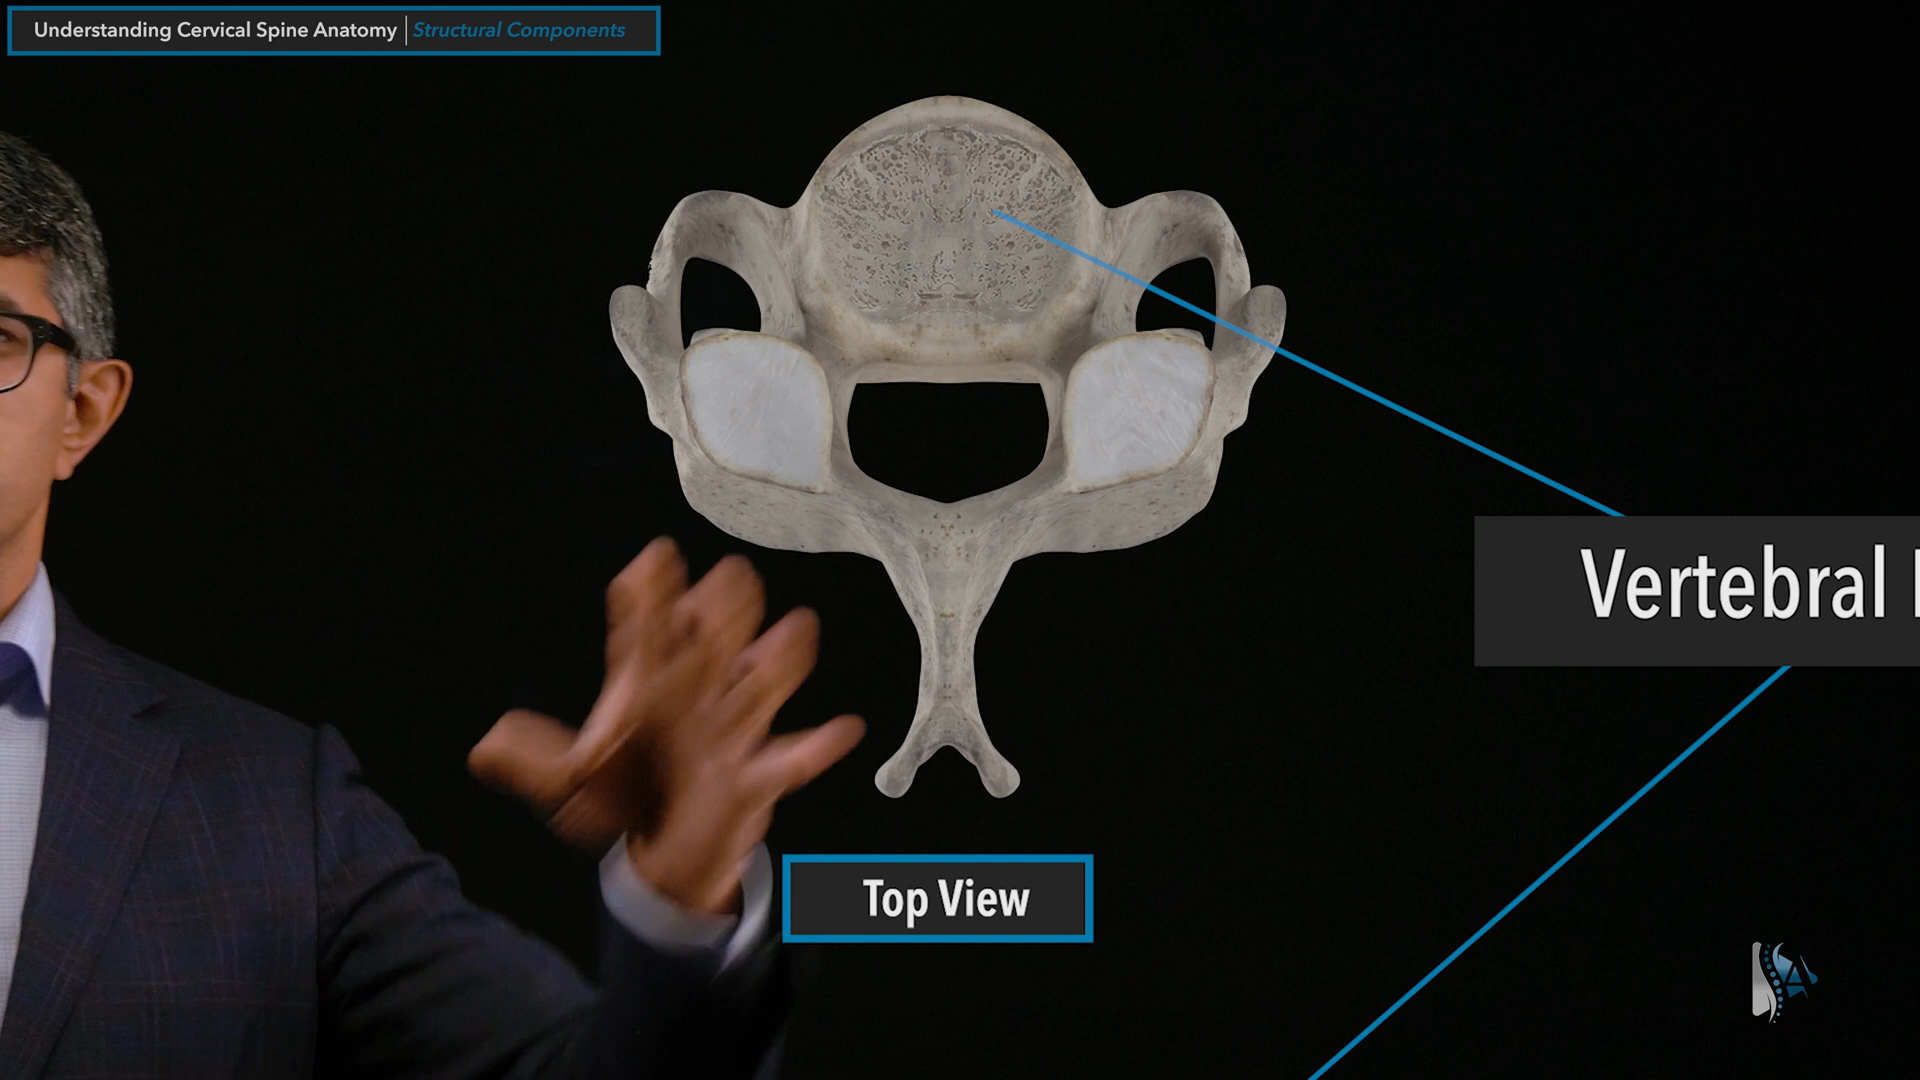 Understanding Cervical Spine Anatomy | Structural Components
Vertebral
Top View